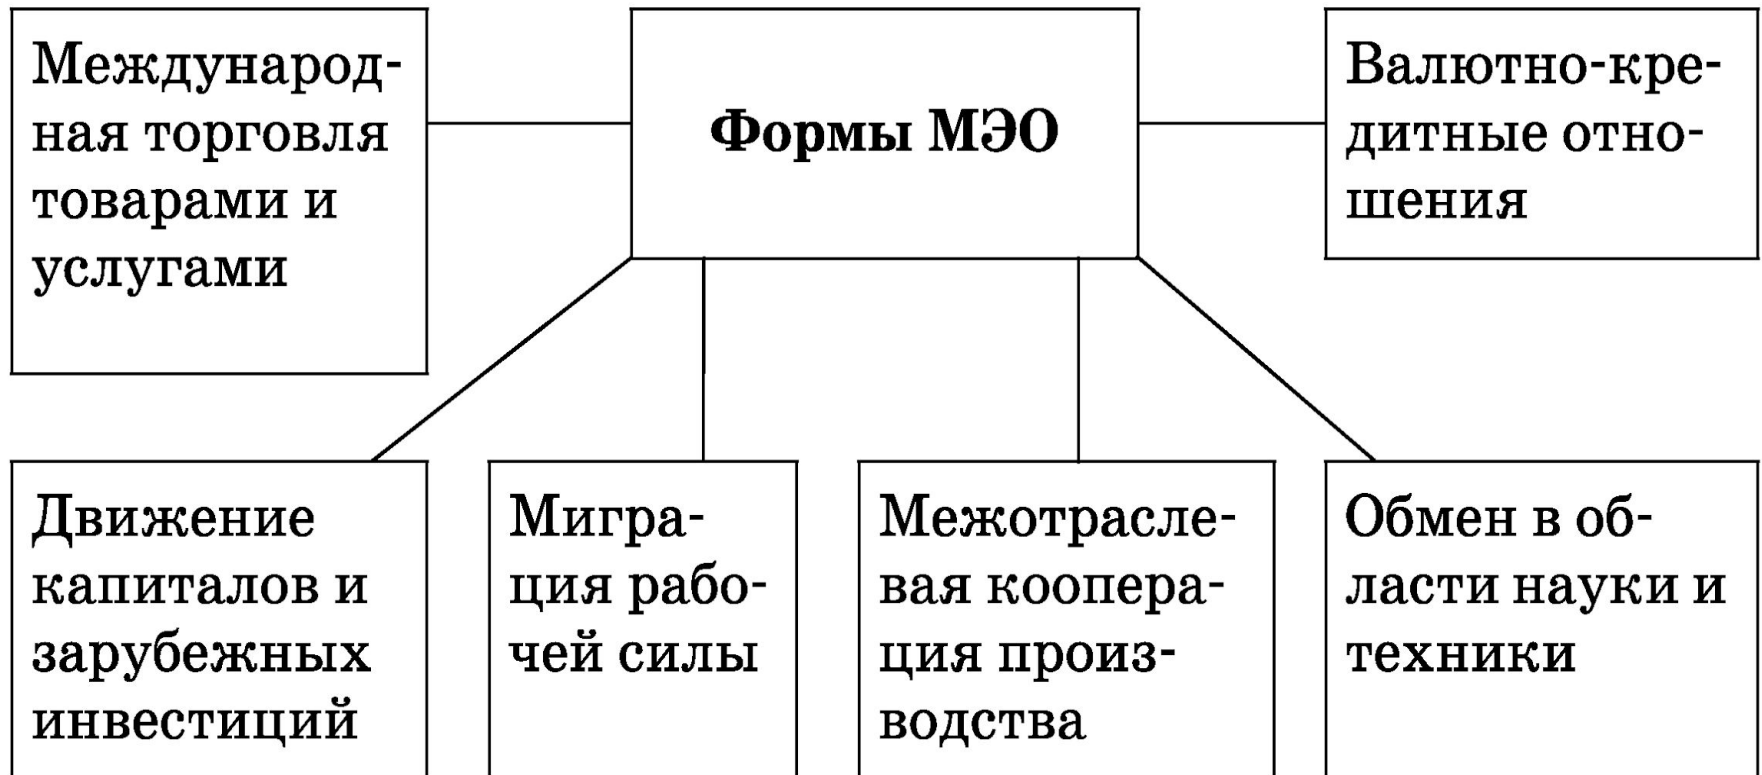 Международ-
ная торговля
товарами и
услугами
Формы МЭО
Валютно-кре-
дитные отно-
шения
Движение
капиталов и
зарубежных
инвестиций
Мигра-
ция рабо-
чей силы
Межотрасле-
вая коопера-
ция произ-
водства
Обмен в об-
ласти науки и
техники